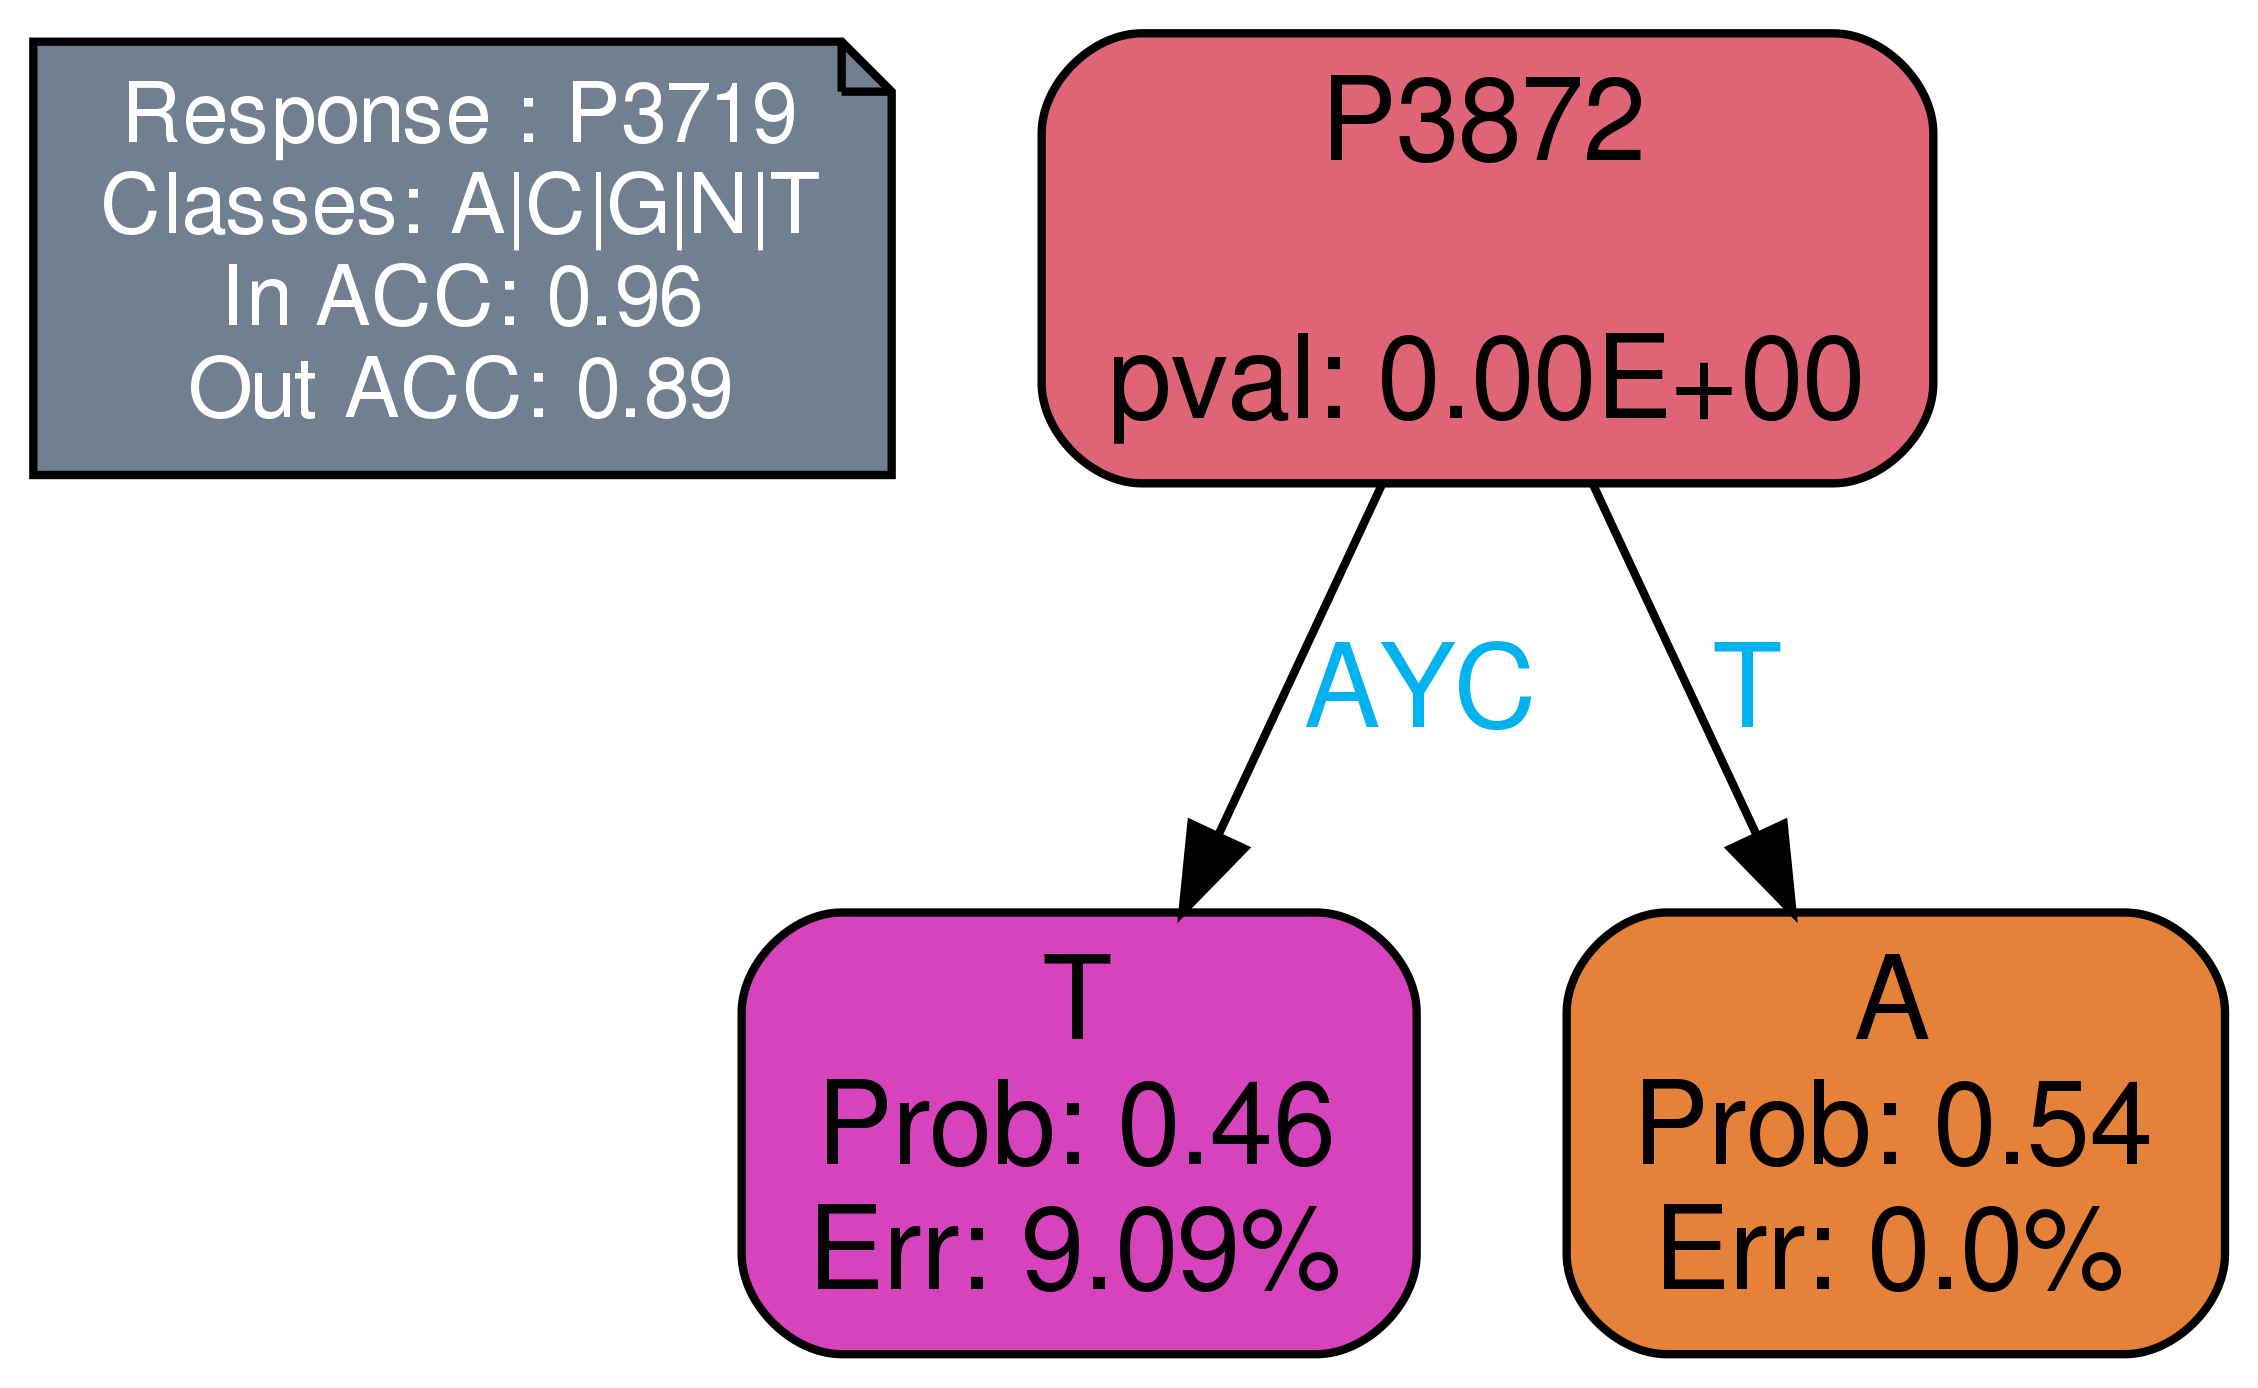 Response : P3719
Classes: A|C|G|N|T
In ACC: 0.96
Out ACC: 0.89
P3872
pval: 0.00E+00
AYC
T
T
Prob: 0.46
Err: 9.09%
A
Prob: 0.54
Err: 0.0%